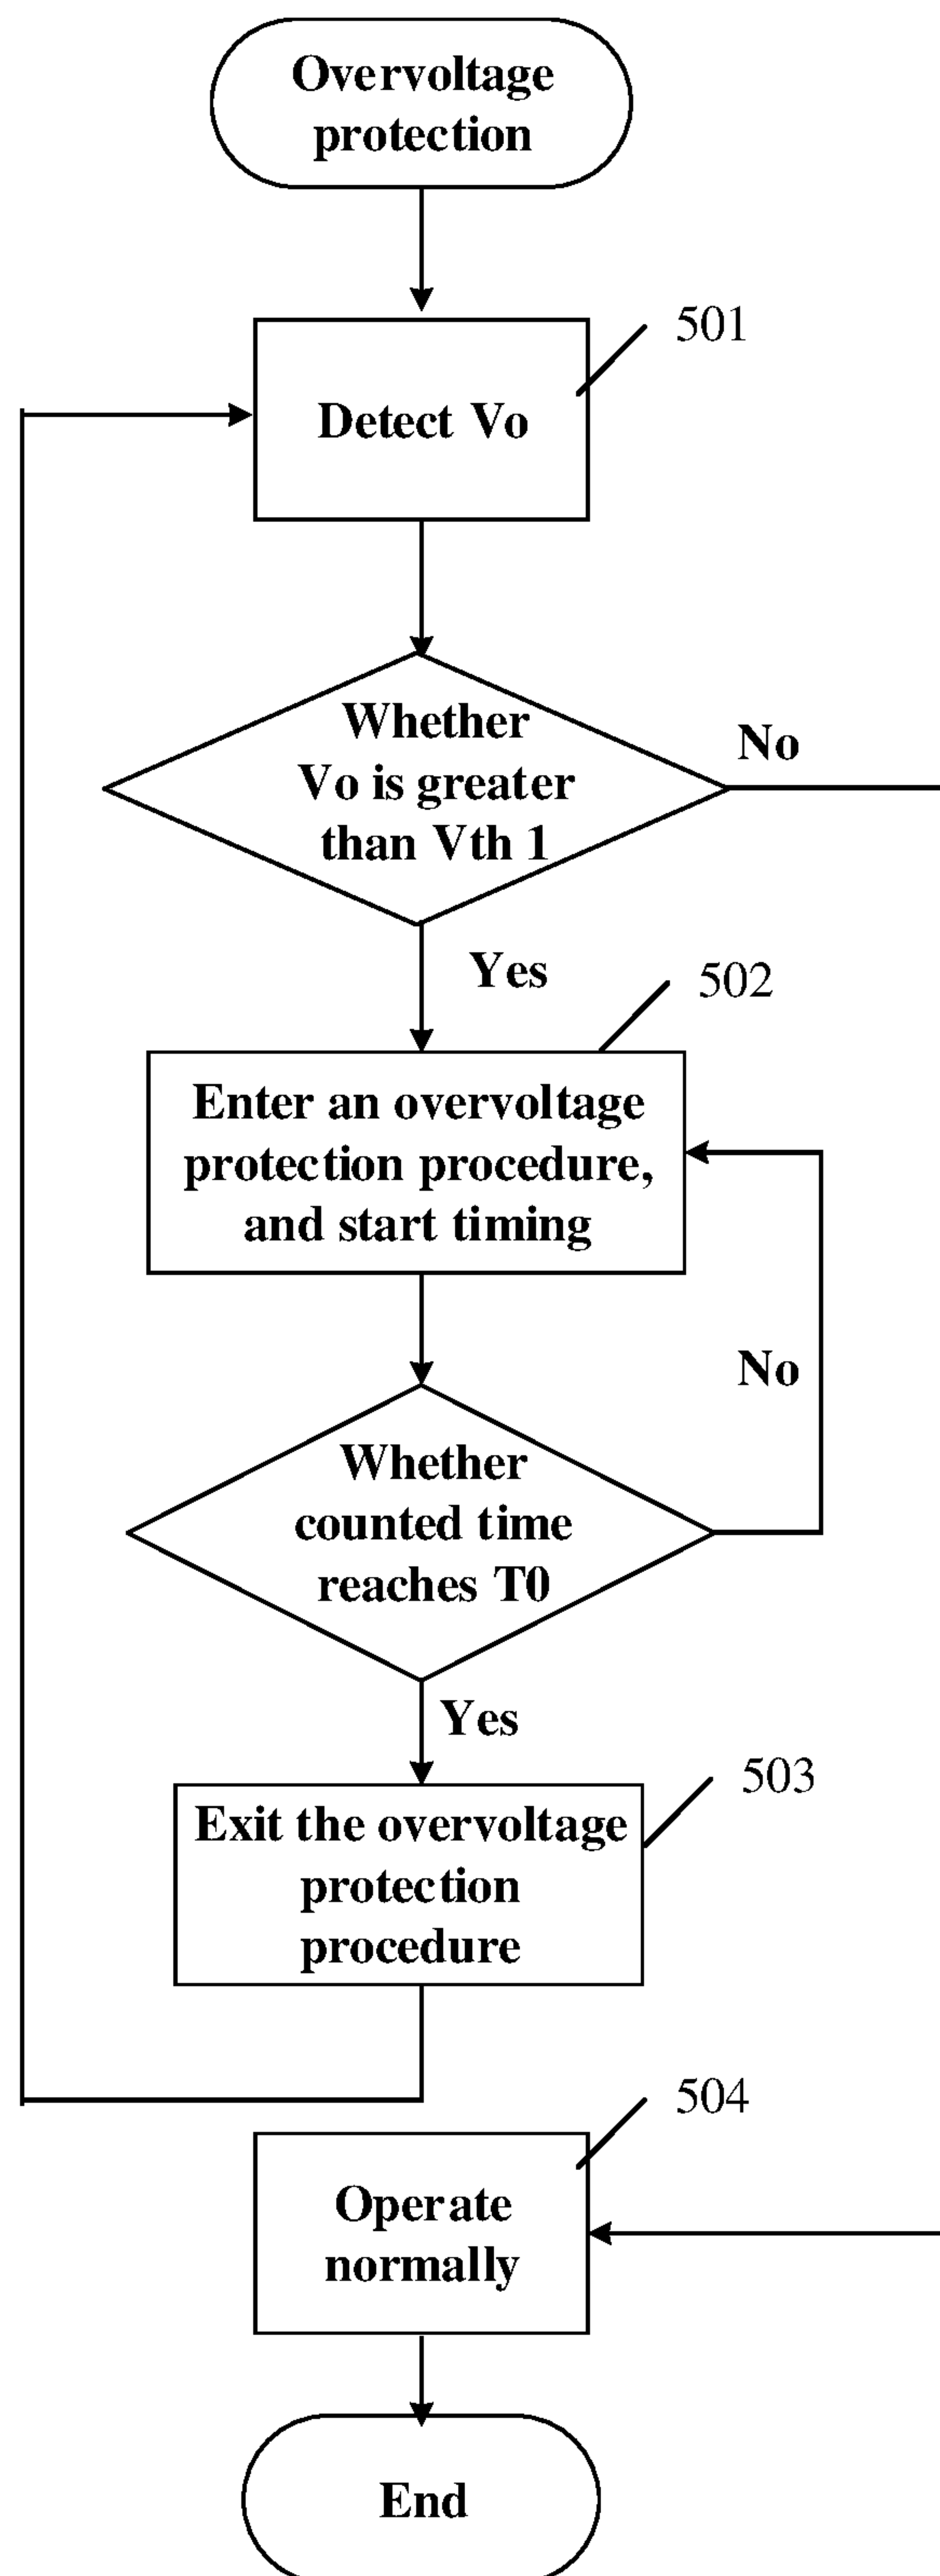 Overvoltage
protection
501
Detect Vo
Whether
Vo is greater
than Vth 1
No
Yes
502
Enter an overvoltage
protection procedure,
and start timing
No
Whether
counted time
reaches T0
Yes
503
Exit the overvoltage
protection
procedure
504
Operate
normally
End